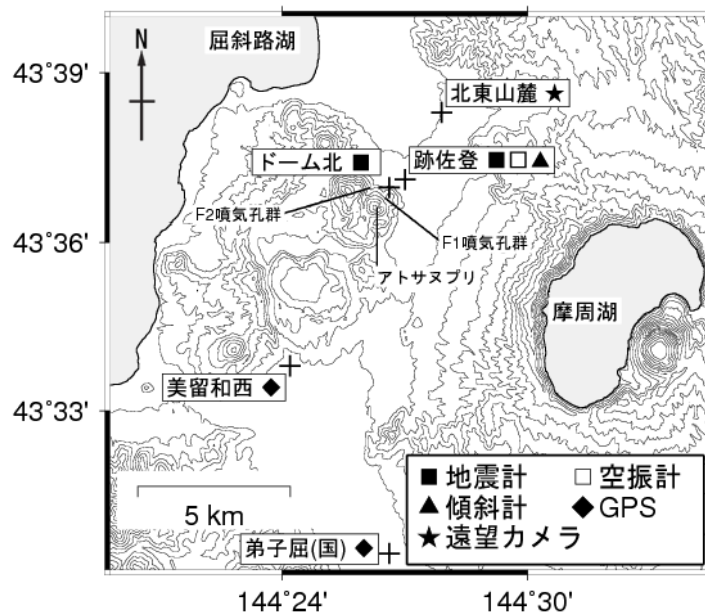 屈斜路湖
N
43°39'
北東山麓 ★
ドーム北 ■
跡佐登 ■□▲
F2噴気孔群
43°36'
F1噴気孔群
アトサヌプリ
摩周湖
美留和西 ◆
43°33'
■ 地震計 □ 空振計
▲ 傾斜計 ◆ GPS
★ 遠望カメラ
5 km
弟子屈(国) ◆
144°24' 144°30'